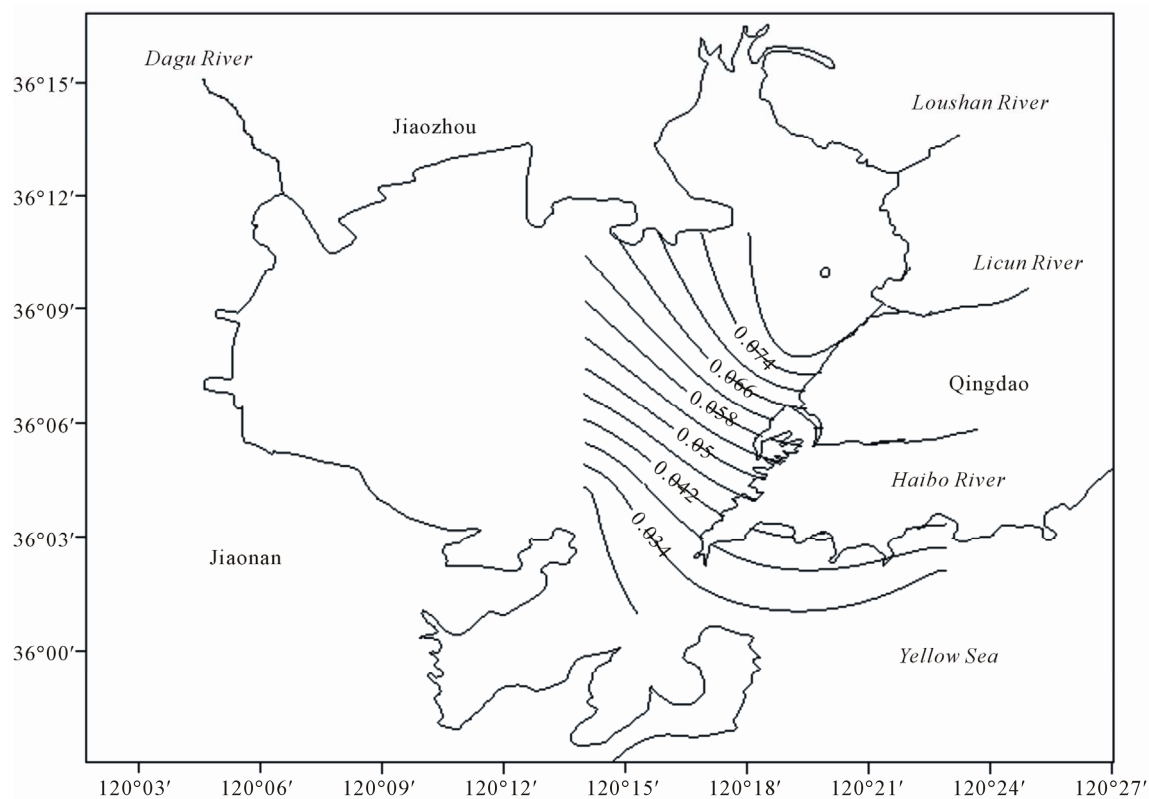 Dagu River
36°15′
Loushan River
Jiaozhou
36°12′
Licun River
36°09′
0.074
0.066
Qingdao
0.058
36°06′
0.05
0.042
Haibo River
0.034
36°03′
Jiaonan
36°00′
Yellow Sea
120°03′ 120°06′ 120°09′ 120°12′ 120°15′ 120°18′ 120°21′ 120°24′ 120°27′